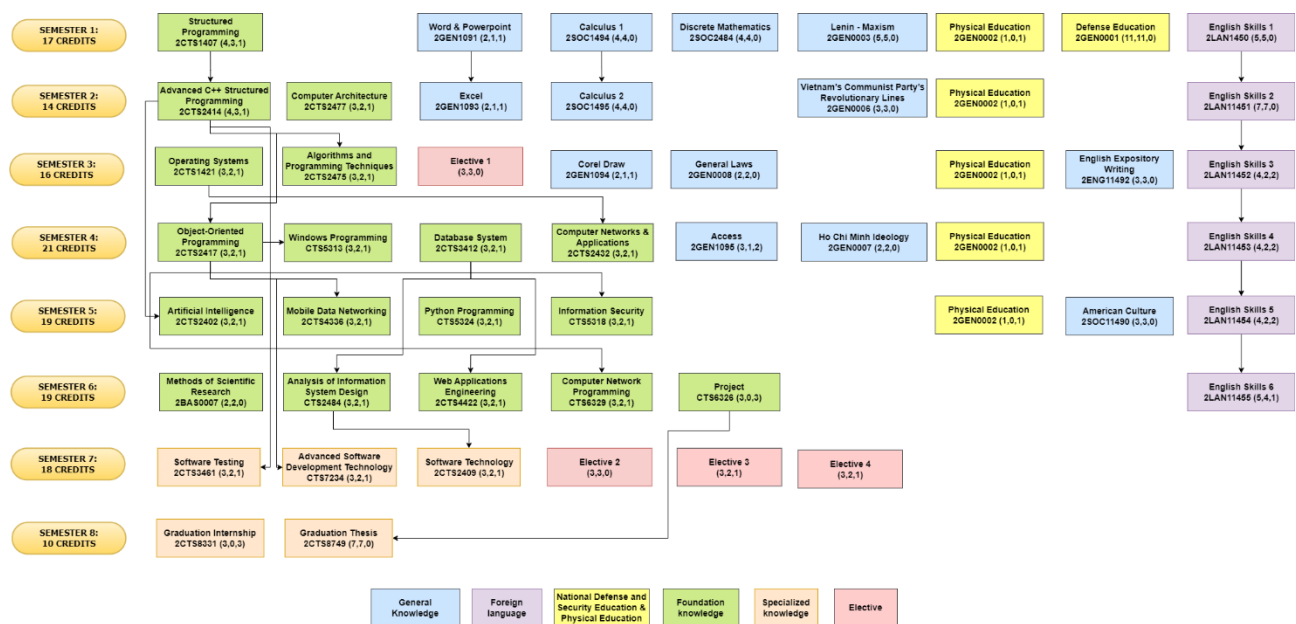 SEMESTER 1:
17 CREDITS
Structured
Programming
2CTS1407 (4,3,1)
Word & Powerpoint
2GEN1091 (2,1,1)
Calculus 1
2SOC1494 (4,4,0)
Discrete Mathematics
2SOC2484 (4,4,0)
Lenin - Maxism
2GEN0003 (5,5,0)
Physical Education
2GEN0002 (1,0,1)
Defense Education
2GEN0001 (11,11,0)
English Skills 1
2LAN1450 (5,5,0)
SEMESTER 2:
14 CREDITS
Advanced C++ Structured
Programming
2CTS2414 (4,3,1)
Computer Architecture
2CTS2477 (3,2,1)
Excel
2GEN1093 (2,1,1)
Calculus 2
2SOC1495 (4,4,0)
Vietnam's Communist Party's
Revolutionary Lines
2GEN0006 (3,3,0)
Physical Education
2GEN0002 (1,0,1)
English Skills 2
2LAN11451 (7,7,0)
SEMESTER 3:
16 CREDITS
Operating Systems
2CTS1421 (3,2,1)
Algorithms and
Programming Techniques
2CTS2475 (3,2,1)
Elective 1
(3,3,0)
Corel Draw
2GEN1094 (2,1,1)
General Laws
2GEN0008 (2,2,0)
Physical Education
2GEN0002 (1,0,1)
English Expository
Writing
2ENG11492 (3,3,0)
English Skills 3
2LAN11452 (4,2,2)
SEMESTER 4:
21 CREDITS
Object-Oriented
Programming
2CTS2417 (3,2,1)
Windows Programming
CTS5313 (3,2,1)
Database System
2CTS3412 (3,2,1)
Computer Networks &
Applications
2CTS2432 (3,2,1)
Access
2GEN1095 (3,1,2)
Ho Chi Minh Ideology
2GEN0007 (2,2,0)
Physical Education
2GEN0002 (1,0,1)
English Skills 4
2LAN11453 (4,2,2)
SEMESTER 5:
19 CREDITS
Artificial Intelligence
2CTS2402 (3,2,1)
Mobile Data Networking
2CTS4336 (3,2,1)
Python Programming
CTS5324 (3,2,1)
Information Security
CTS5318 (3,2,1)
Physical Education
2GEN0002 (1,0,1)
American Culture
2SOC11490 (3,3,0)
English Skills 5
2LAN11454 (4,2,2)
SEMESTER 6:
19 CREDITS
Methods of Scientific
Research
2BAS0007 (2,2,0)
Analysis of Information
System Design
CTS2484 (3,2,1)
Web Applications
Engineering
2CTS4422 (3,2,1)
Computer Network
Programming
CTS6329 (3,2,1)
Project
CTS6326 (3,0,3)
English Skills 6
2LAN11455 (5,4,1)
SEMESTER 7:
18 CREDITS
Software Testing
2CTS3461 (3,2,1)
Advanced Software
Development Technology
CTS7234 (3,2,1)
Software Technology
2CTS2409 (3,2,1)
Elective 2
(3,3,0)
Elective 3
(3,2,1)
Elective 4
(3,2,1)
SEMESTER 8:
10 CREDITS
Graduation Internship
2CTS8331 (3,0,3)
Graduation Thesis
2CTS8749 (7,7,0)
General
Knowledge
Foreign
language
National Defense and
Security Education &
Physical Education
Foundation
knowledge
Specialized
knowledge
Elective